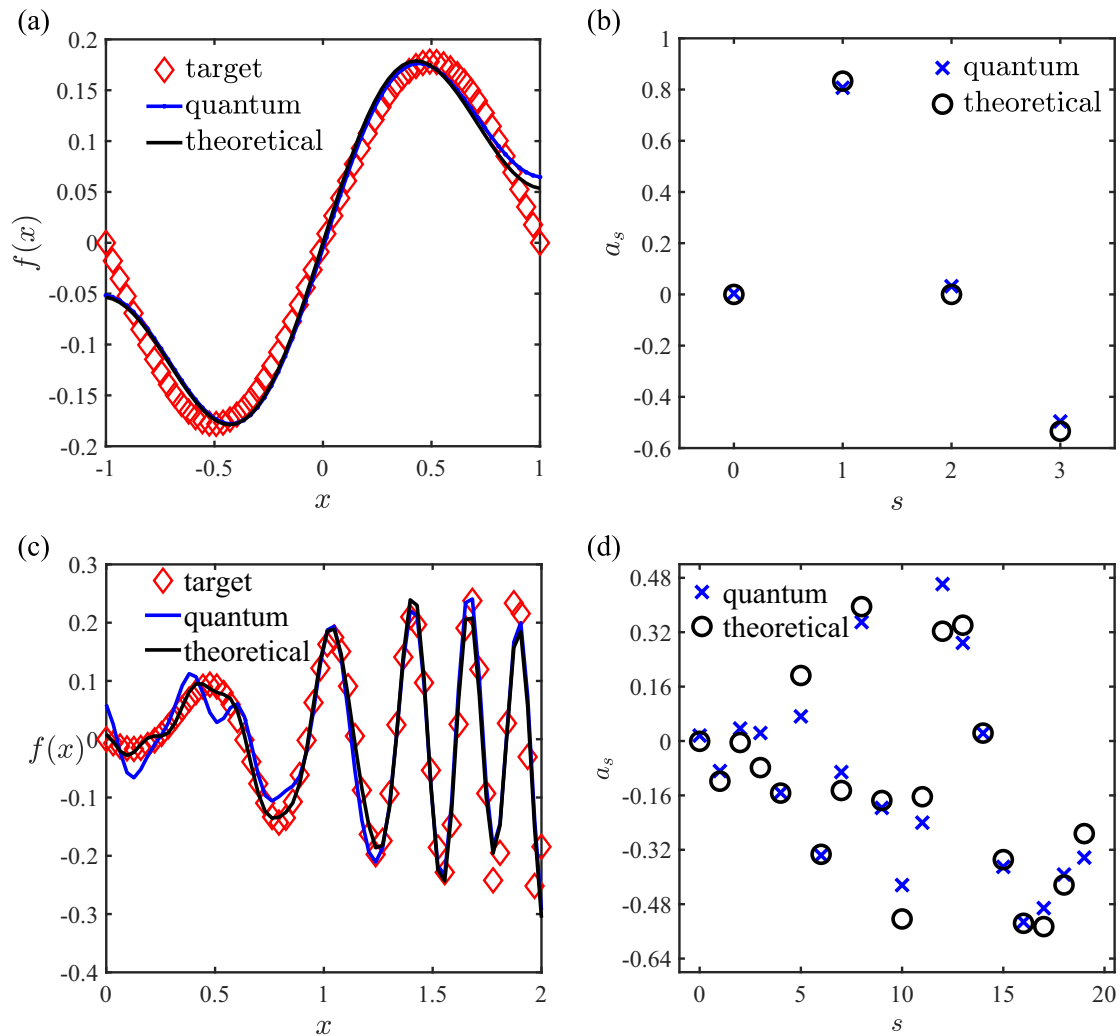 (a)
0.2
0.15
0.1
0.05
0
-0.05
-0.1
-0.15
-0.2
f(x)
target
quantum
theoretical
-1
-0.5
0
0.5
1
x
(b)
1
0.8
0.6
0.4
0.2
0
-0.2
-0.4
-0.6
a_s
quantum
theoretical
0
1
2
3
s
(c)
0.3
0.2
0.1
0
-0.1
-0.2
-0.3
-0.4
f(x)
target
quantum
theoretical
0
0.5
1
1.5
2
x
(d)
0.48
0.32
0.16
0
-0.16
-0.32
-0.48
-0.64
a_s
quantum
theoretical
0
5
10
15
20
s